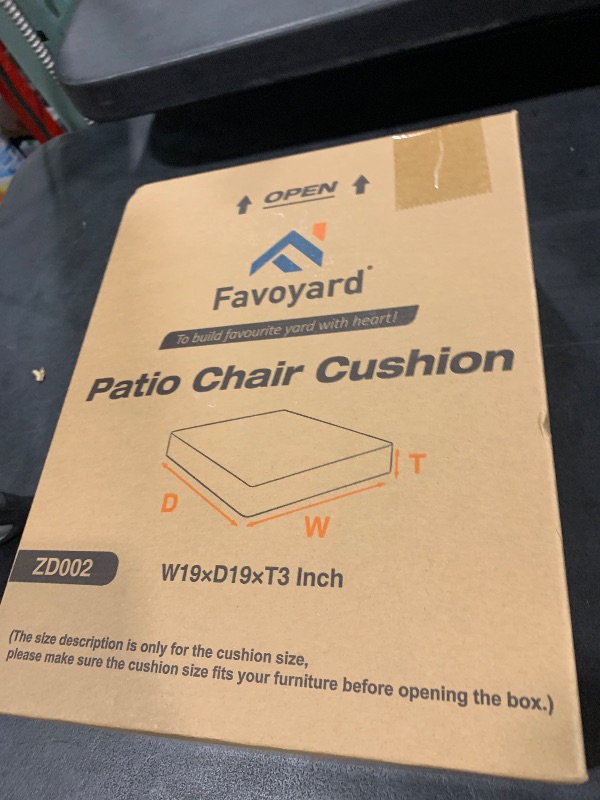 OPEN
Favoyard
To build favourite yard with heart!
Patio Chair Cushion
T
D
W
ZD002
W19×D19×T3 Inch
(The size description is only for the cushion size,
please make sure the cushion size fits your furniture before opening the box.)